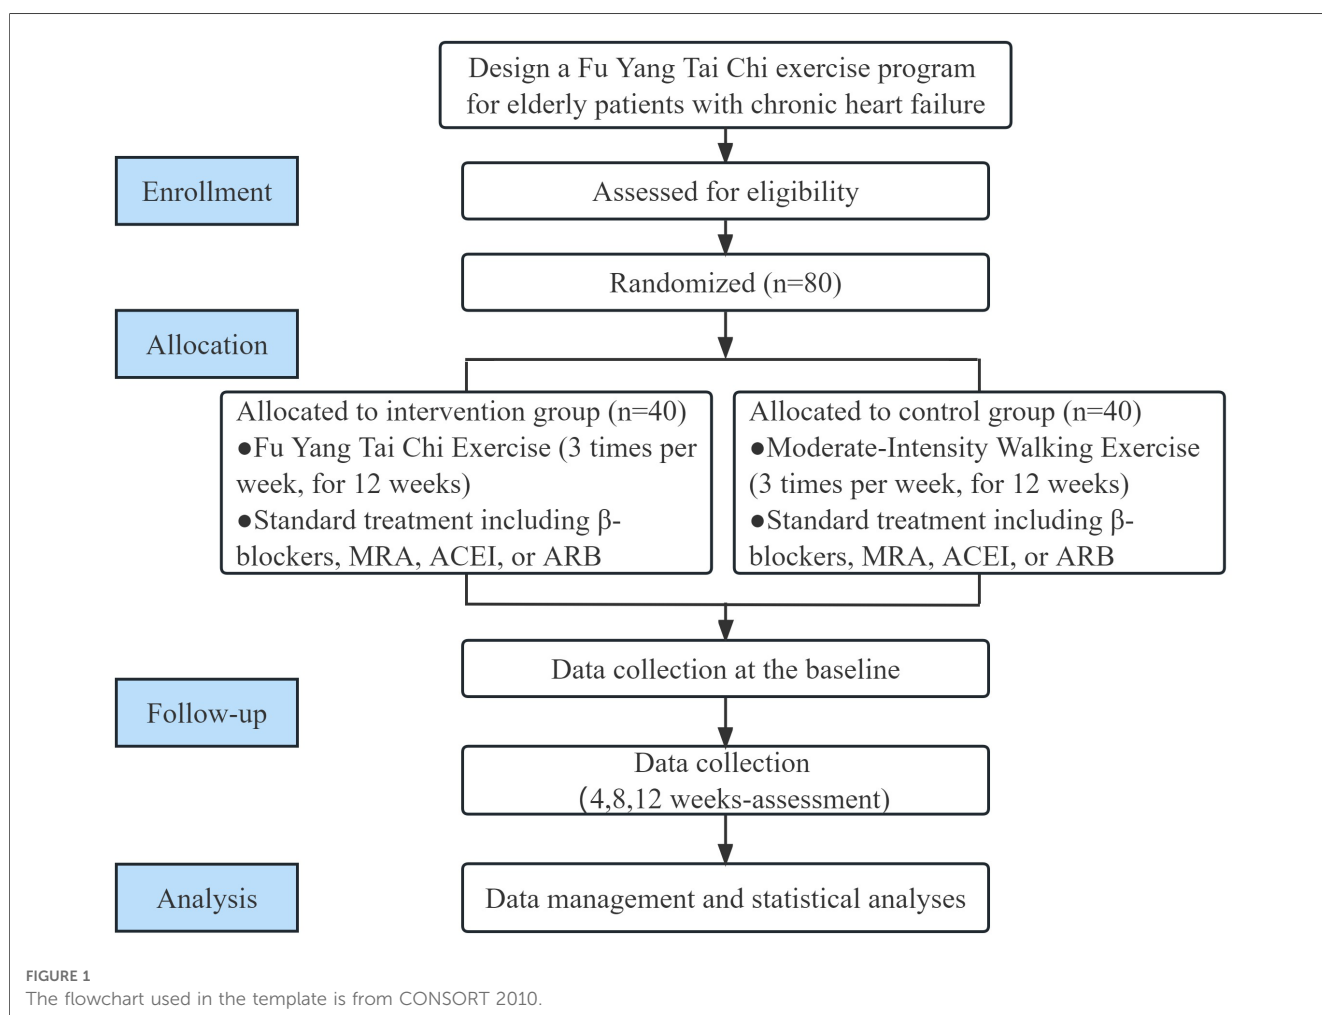 Design a Fu Yang Tai Chi exercise program
for elderly patients with chronic heart failure
Enrollment
Assessed for eligibility
Randomized (n=80)
Allocation
Allocated to intervention group (n=40)
●Fu Yang Tai Chi Exercise (3 times per
week, for 12 weeks)
●Standard treatment including β-
blockers, MRA, ACEI, or ARB
Allocated to control group (n=40)
●Moderate-Intensity Walking Exercise
(3 times per week, for 12 weeks)
●Standard treatment including β-
blockers, MRA, ACEI, or ARB
Data collection at the baseline
Follow-up
Data collection
(4,8,12 weeks-assessment)
Analysis
Data management and statistical analyses
FIGURE 1
The flowchart used in the template is from CONSORT 2010.